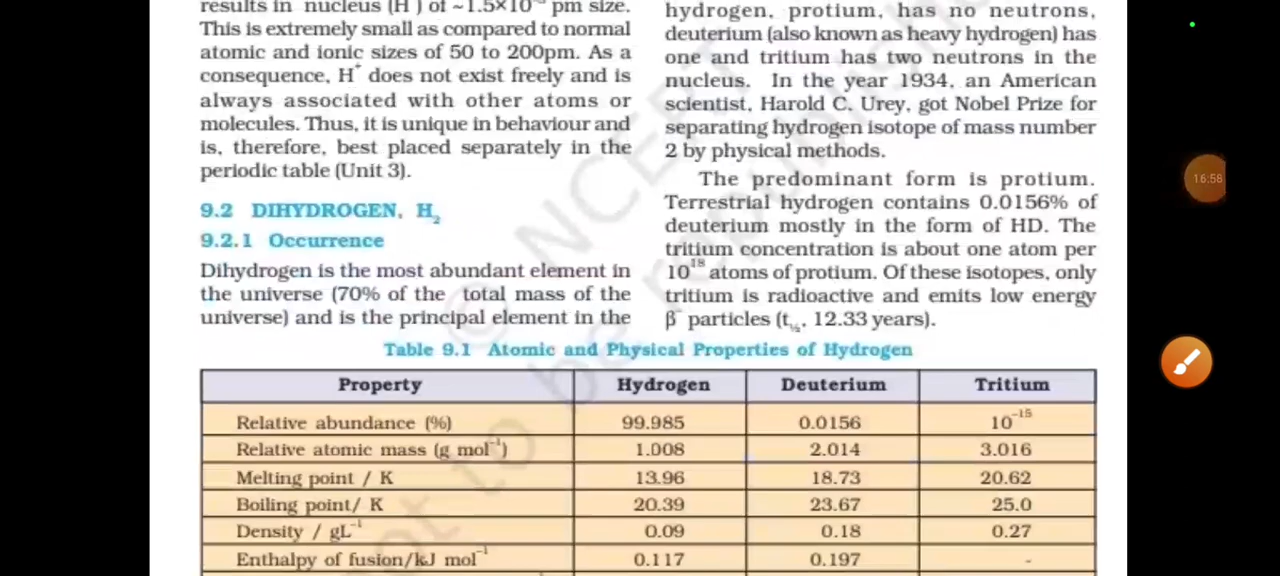 results in nucleus (H ) of ~1.5×10 pm size.
This is extremely small as compared to normal
atomic and ionic sizes of 50 to 200pm. As a
consequence, H⁺ does not exist freely and is
always associated with other atoms or
molecules. Thus, it is unique in behaviour and
is, therefore, best placed separately in the
periodic table (Unit 3).
9.2 DIHYDROGEN, H₂
9.2.1 Occurrence
Dihydrogen is the most abundant element in
the universe (70% of the total mass of the
universe) and is the principal element in the
hydrogen, protium, has no neutrons,
deuterium (also known as heavy hydrogen) has
one and tritium has two neutrons in the
nucleus. In the year 1934, an American
scientist, Harold C. Urey, got Nobel Prize for
separating hydrogen isotope of mass number
2 by physical methods.
The predominant form is protium.
Terrestrial hydrogen contains 0.0156% of
deuterium mostly in the form of HD. The
tritium concentration is about one atom per
10¹⁸ atoms of protium. Of these isotopes, only
tritium is radioactive and emits low energy
β⁻ particles (t½, 12.33 years).
Table 9.1 Atomic and Physical Properties of Hydrogen
Property Hydrogen Deuterium Tritium
Relative abundance (%) 99.985 0.0156 10⁻¹⁵
Relative atomic mass (g mol⁻¹) 1.008 2.014 3.016
Melting point / K 13.96 18.73 20.62
Boiling point/ K 20.39 23.67 25.0
Density / gL⁻¹ 0.09 0.18 0.27
Enthalpy of fusion/kJ mol⁻¹ 0.117 0.197 -
© NCERT
not to be republished
16:58